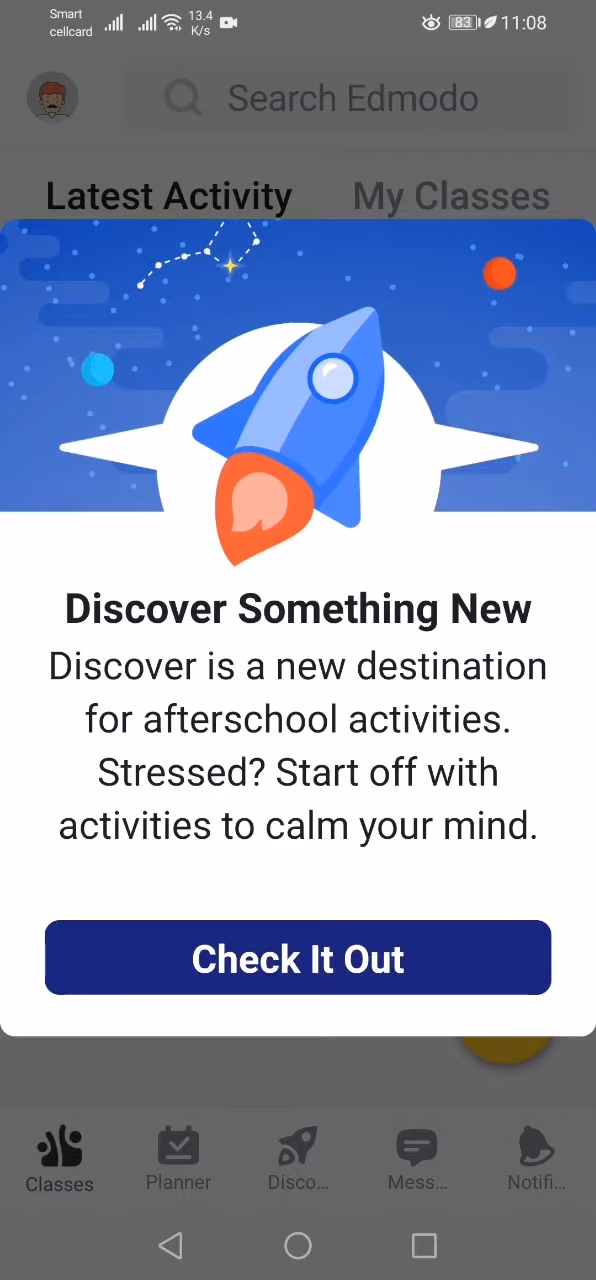 Smart
cellcard
13.4
K/s
83
11:08
Search Edmodo
Latest Activity
My Classes
Discover Something New
Discover is a new destination
for afterschool activities.
Stressed? Start off with
activities to calm your mind.
Check It Out
Classes
Planner
Disco...
Mess...
Notifi...